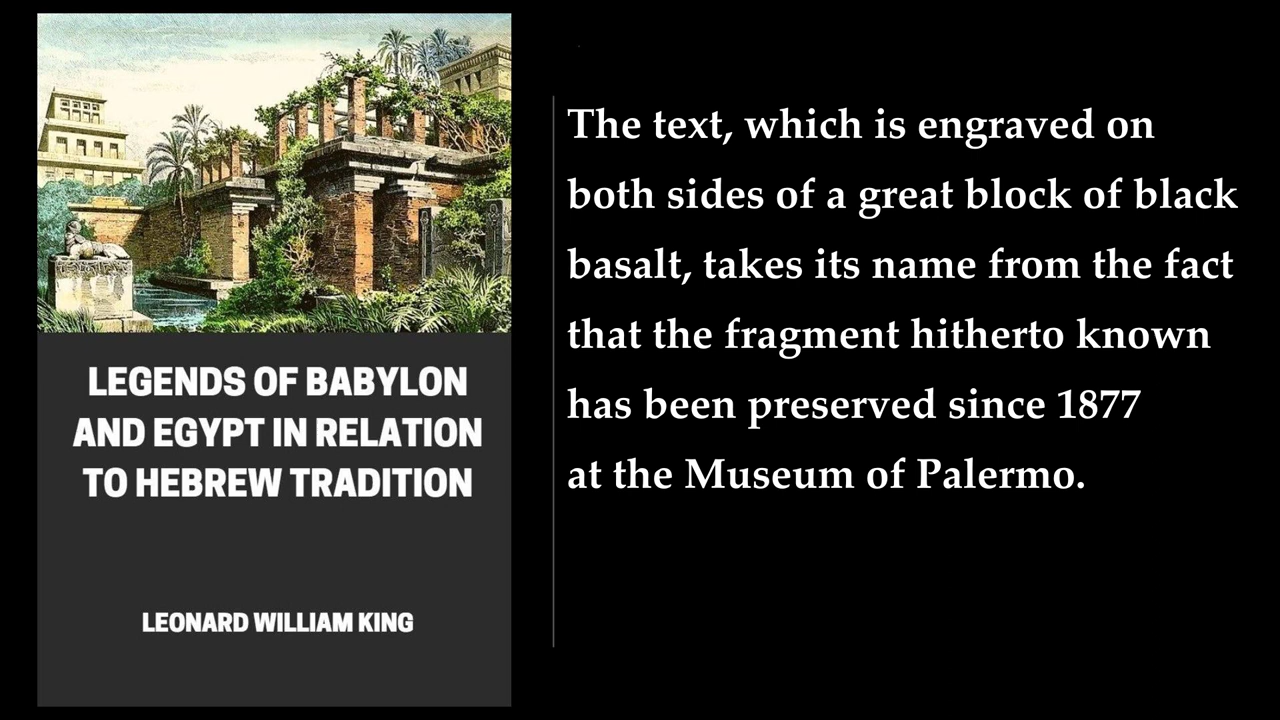 LEGENDS OF BABYLON
AND EGYPT IN RELATION
TO HEBREW TRADITION
LEONARD WILLIAM KING
The text, which is engraved on
both sides of a great block of black
basalt, takes its name from the fact
that the fragment hitherto known
has been preserved since 1877
at the Museum of Palermo.